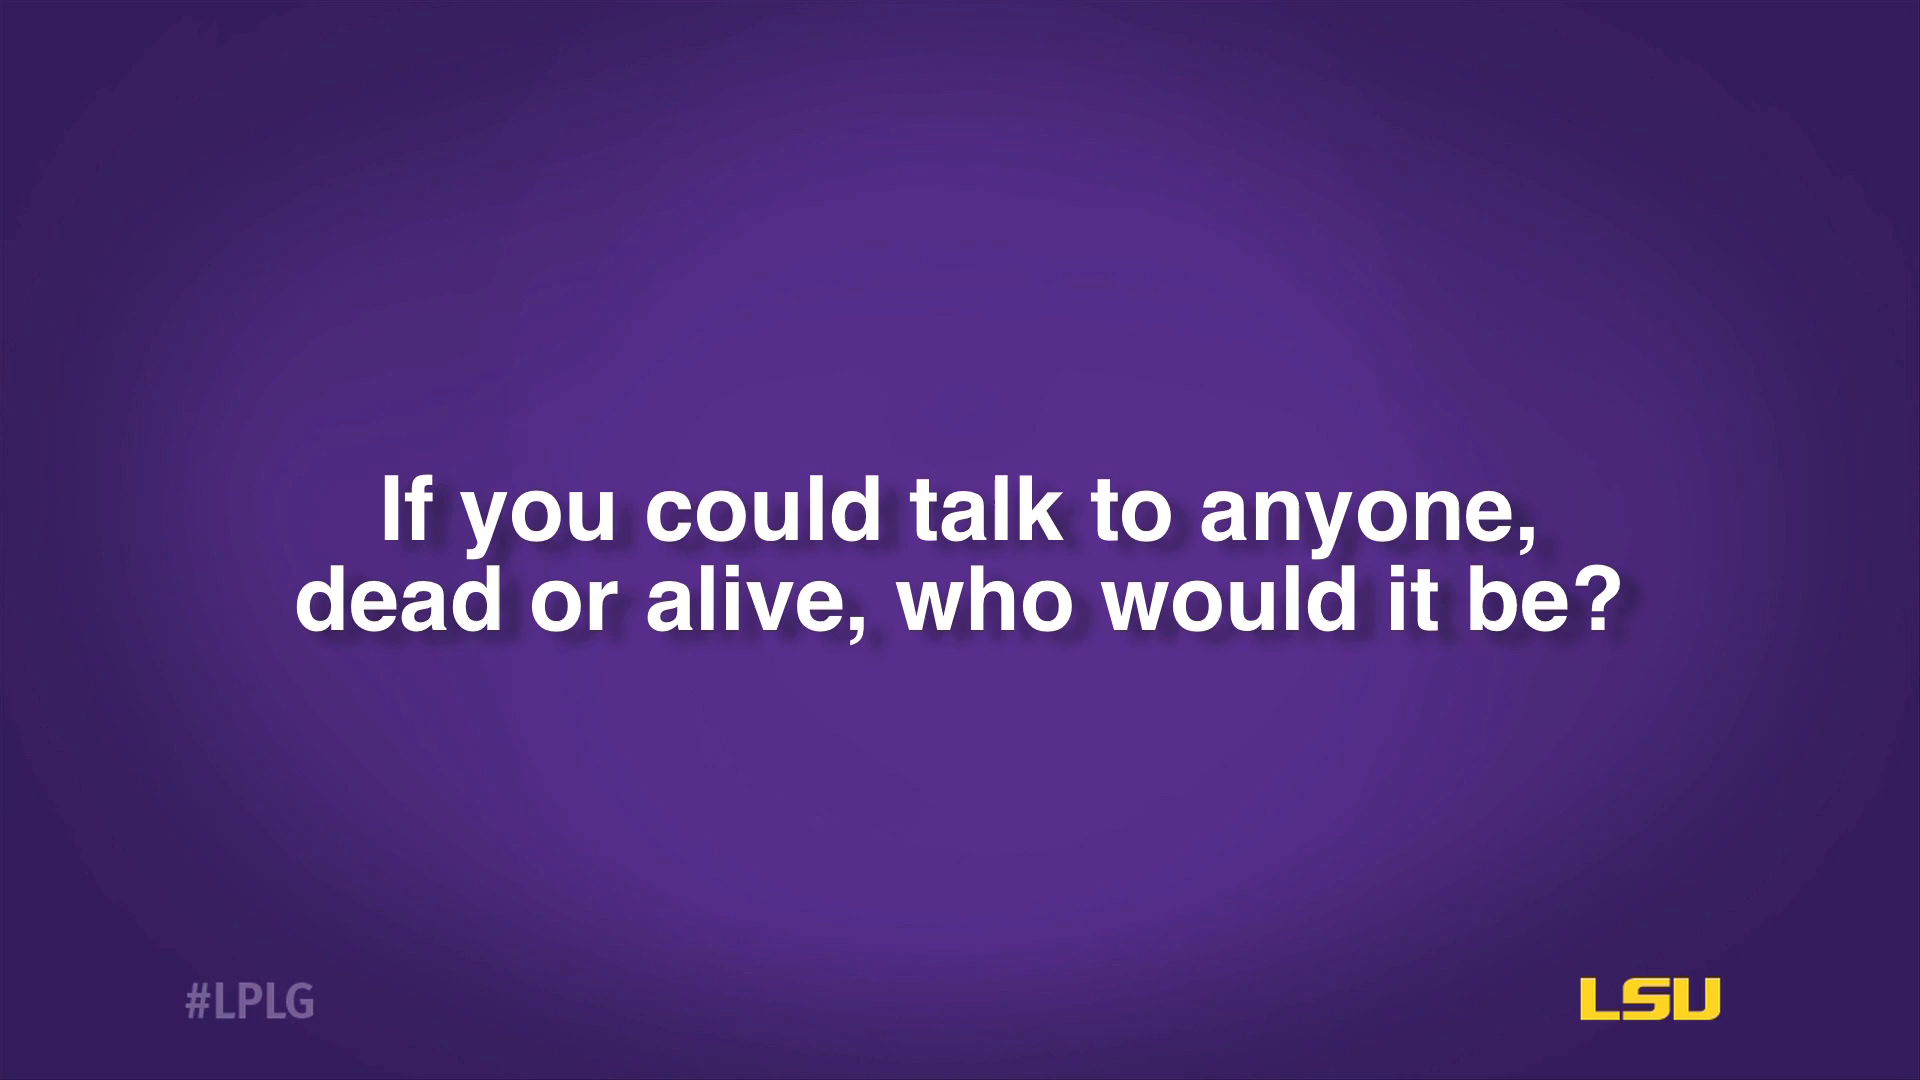 If you could talk to anyone,
dead or alive, who would it be?
#LPLG
LSU